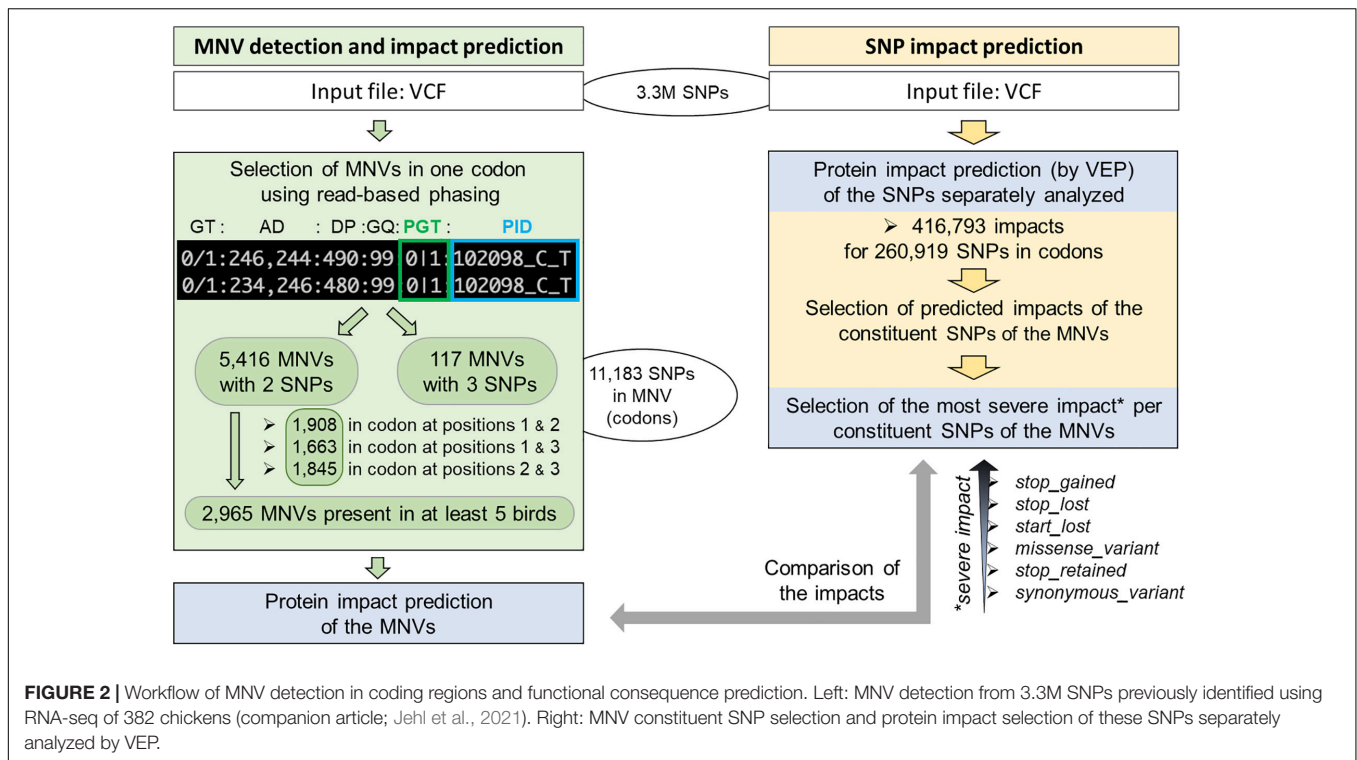 MNV detection and impact prediction
Input file: VCF
3.3M SNPs
SNP impact prediction
Input file: VCF
Selection of MNVs in one codon
using read-based phasing
GT : AD : DP :GQ: PGT : PID
0/1:246,244:490:99:0|1:102098_C_T
0/1:234,246:480:99:0|1:102098_C_T
5,416 MNVs
with 2 SNPs
117 MNVs
with 3 SNPs
➢ 1,908 in codon at positions 1 & 2
➢ 1,663 in codon at positions 1 & 3
➢ 1,845 in codon at positions 2 & 3
2,965 MNVs present in at least 5 birds
Protein impact prediction
of the MNVs
11,183 SNPs
in MNV
(codons)
Protein impact prediction (by VEP)
of the SNPs separately analyzed
➢ 416,793 impacts
for 260,919 SNPs in codons
Selection of predicted impacts of the
constituent SNPs of the MNVs
Selection of the most severe impact* per
constituent SNPs of the MNVs
Comparison of
the impacts
*severe impact
➢ stop_gained
➢ stop_lost
➢ start_lost
➢ missense_variant
➢ stop_retained
➢ synonymous_variant
FIGURE 2 | Workflow of MNV detection in coding regions and functional consequence prediction. Left: MNV detection from 3.3M SNPs previously identified using
RNA-seq of 382 chickens (companion article; Jehl et al., 2021). Right: MNV constituent SNP selection and protein impact selection of these SNPs separately
analyzed by VEP.